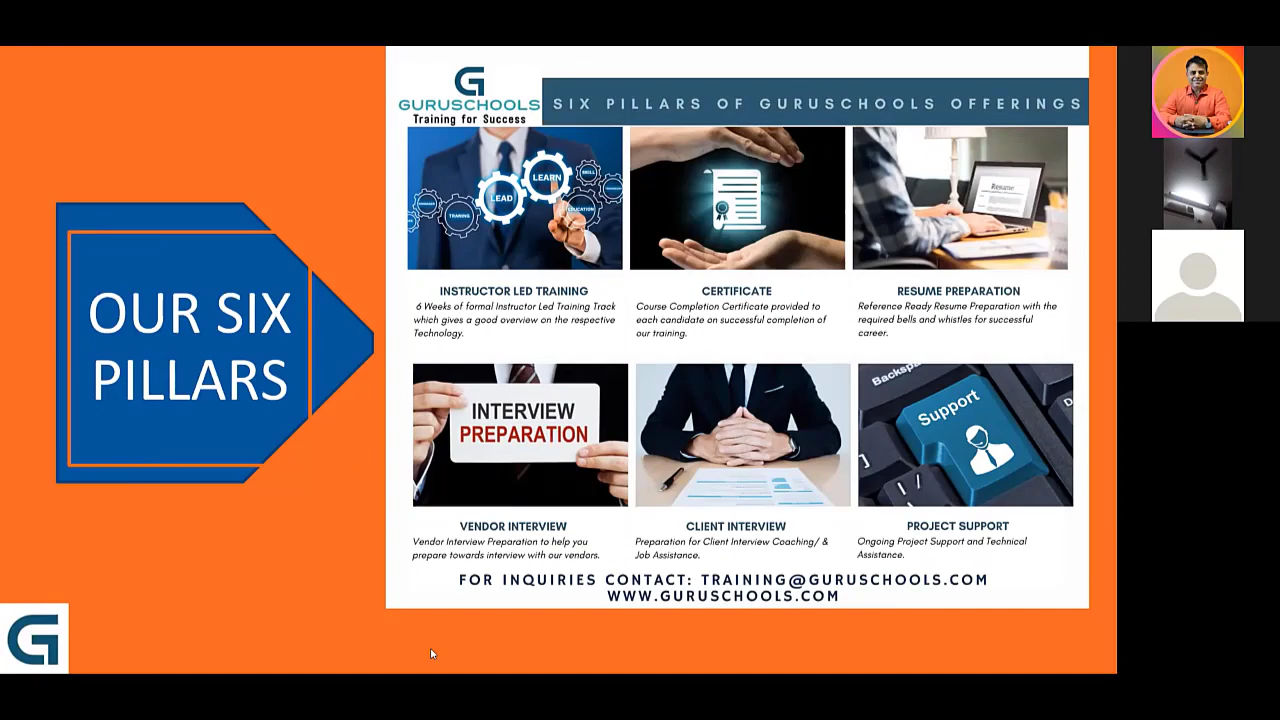 OUR SIX
PILLARS
GURUSCHOOLS
Training for Success
SIX PILLARS OF GURUSCHOOLS OFFERINGS
LEAD
LEARN
SKILL
TRAINING
EDUCATION
Resume
INSTRUCTOR LED TRAINING
6 Weeks of formal Instructor Led Training Track
which gives a good overview on the respective
Technology.
CERTIFICATE
Course Completion Certificate provided to
each candidate on successful completion of
our training.
RESUME PREPARATION
Reference Ready Resume Preparation with the
required bells and whistles for successful
career.
INTERVIEW
PREPARATION
Backspa
Support
VENDOR INTERVIEW
Vendor Interview Preparation to help you
prepare towards interview with our vendors.
CLIENT INTERVIEW
Preparation for Client Interview Coaching/ &
Job Assistance.
PROJECT SUPPORT
Ongoing Project Support and Technical
Assistance.
FOR INQUIRIES CONTACT: TRAINING@GURUSCHOOLS.COM
WWW.GURUSCHOOLS.COM